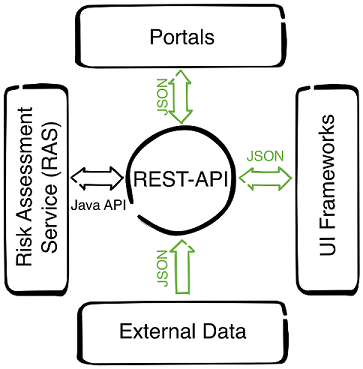 Portals
JSON
Risk Assessment
Service (RAS)
Java API
REST-API
JSON
UI Frameworks
JSON
External Data